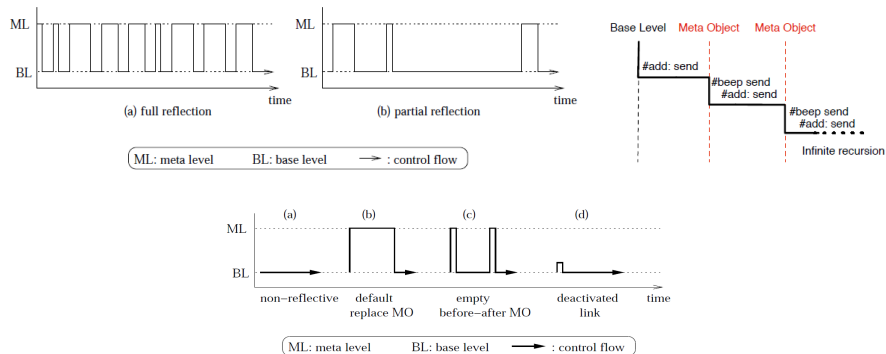 ML
BL
time
(a) full reflection
ML
BL
time
(b) partial reflection
ML: meta level BL: base level : control flow
Base Level Meta Object Meta Object
#add: send
#beep send
#add: send
#beep send
#add: send
Infinite recursion
(a) (b) (c) (d)
ML
BL
non-reflective default empty deactivated time
replace MO before-after MO link
ML: meta level BL: base level : control flow